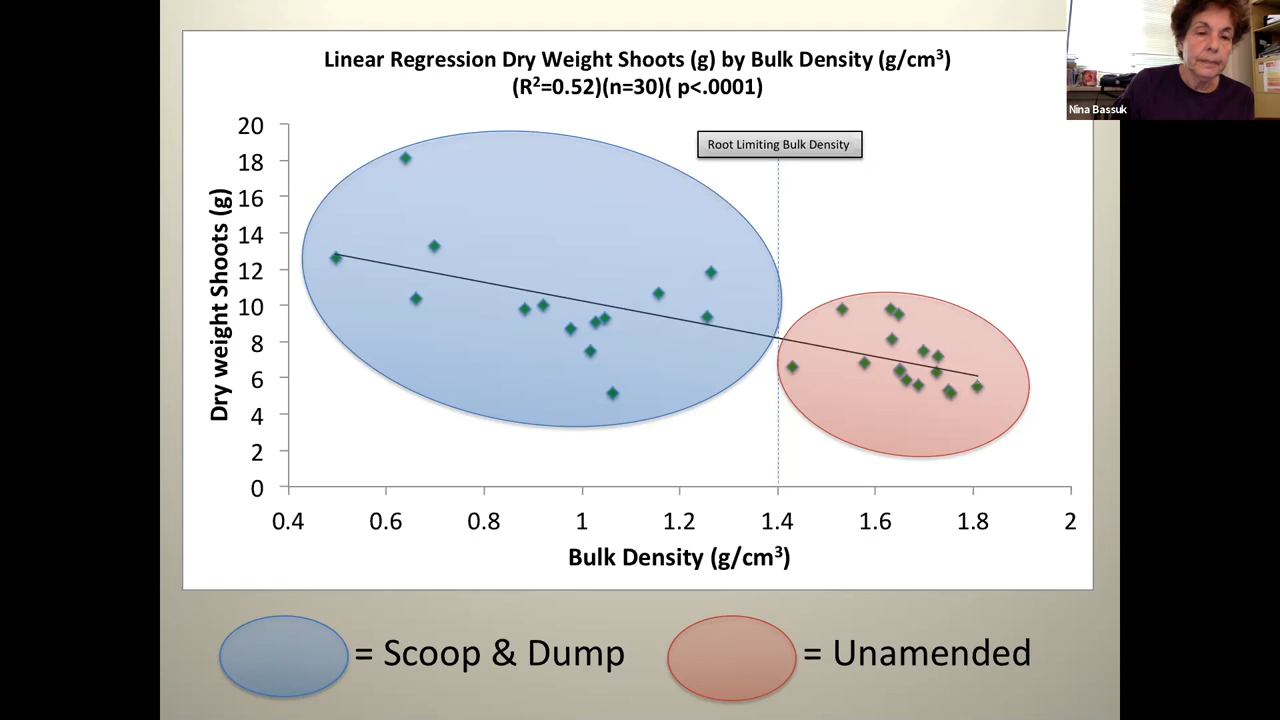 Linear Regression Dry Weight Shoots (g) by Bulk Density (g/cm³)
(R²=0.52)(n=30)( p<.0001)
Nina Bassuk
Root Limiting Bulk Density
Dry weight Shoots (g)
20
18
16
14
12
10
8
6
4
2
0
0.4 0.6 0.8 1 1.2 1.4 1.6 1.8 2
Bulk Density (g/cm³)
= Scoop & Dump
= Unamended